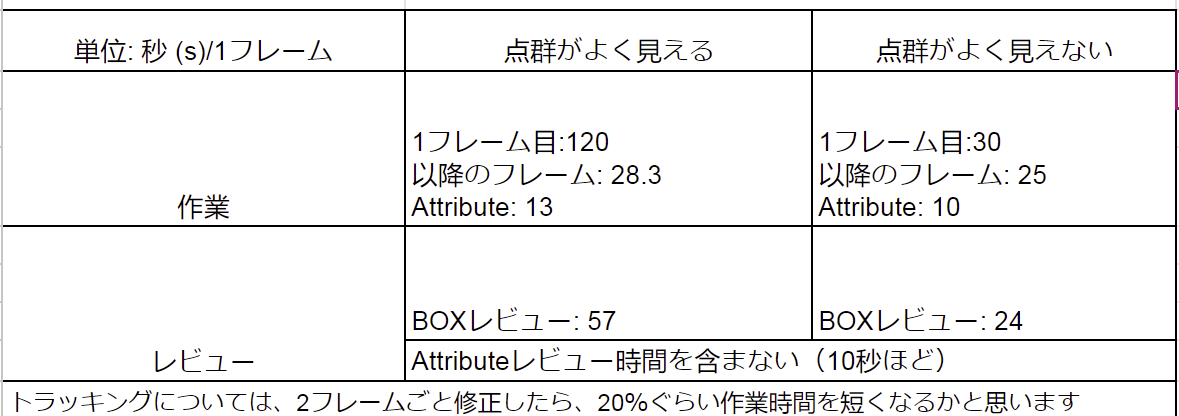 単位: 秒 (s)/1フレーム
点群がよく見える
点群がよく見えない
作業
1フレーム目:120
以降のフレーム: 28.3
Attribute: 13
1フレーム目:30
以降のフレーム: 25
Attribute: 10
レビュー
BOXレビュー: 57
BOXレビュー: 24
Attributeレビュー時間を含まない（10秒ほど）
トラッキングについては、2フレームごと修正したら、20%ぐらい作業時間を短くなるかと思います